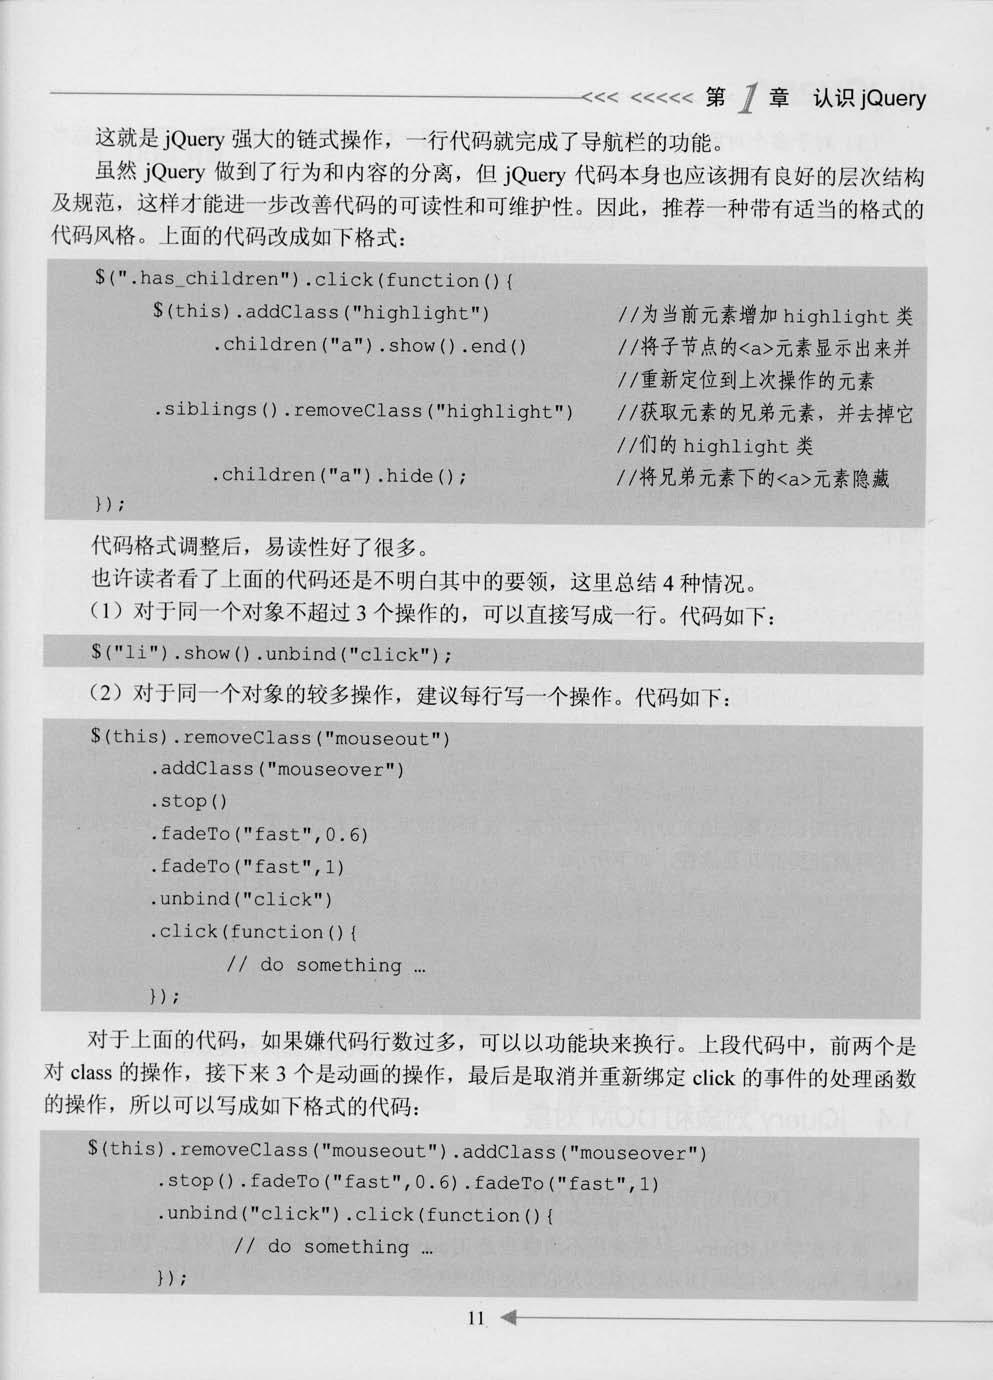 <<< <<<<< 第 1 章 认识 jQuery
这就是 jQuery 强大的链式操作，一行代码就完成了导航栏的功能。
虽然 jQuery 做到了行为和内容的分离，但 jQuery 代码本身也应该拥有良好的层次结构
及规范，这样才能进一步改善代码的可读性和可维护性。因此，推荐一种带有适当的格式的
代码风格。上面的代码改成如下格式：
$(".has_children").click(function(){
$(this).addClass("highlight") //为当前元素增加 highlight 类
.children("a").show().end() //将子节点的<a>元素显示出来并
//重新定位到上次操作的元素
.siblings().removeClass("highlight") //获取元素的兄弟元素，并去掉它
//们的 highlight 类
.children("a").hide(); //将兄弟元素下的<a>元素隐藏
});
代码格式调整后，易读性好了很多。
也许读者看了上面的代码还是不明白其中的要领，这里总结 4 种情况。
（1）对于同一个对象不超过 3 个操作的，可以直接写成一行。代码如下：
$("li").show().unbind("click");
（2）对于同一个对象的较多操作，建议每行写一个操作。代码如下：
$(this).removeClass("mouseout")
.addClass("mouseover")
.stop()
.fadeTo("fast",0.6)
.fadeTo("fast",1)
.unbind("click")
.click(function(){
// do something …
});
对于上面的代码，如果嫌代码行数过多，可以以功能块来换行。上段代码中，前两个是
对 class 的操作，接下来 3 个是动画的操作，最后是取消并重新绑定 click 的事件的处理函数
的操作，所以可以写成如下格式的代码：
$(this).removeClass("mouseout").addClass("mouseover")
.stop().fadeTo("fast",0.6).fadeTo("fast",1)
.unbind("click").click(function(){
// do something …
});
11